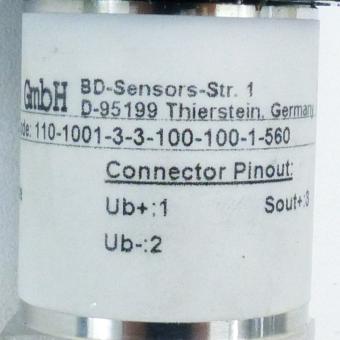 GmbH BD-Sensors-Str. 1
D-95199 Thierstein, Germany
110-1001-3-3-100-100-1-560
Connector Pinout:
Ub+:1 Sout+:3
Ub-:2